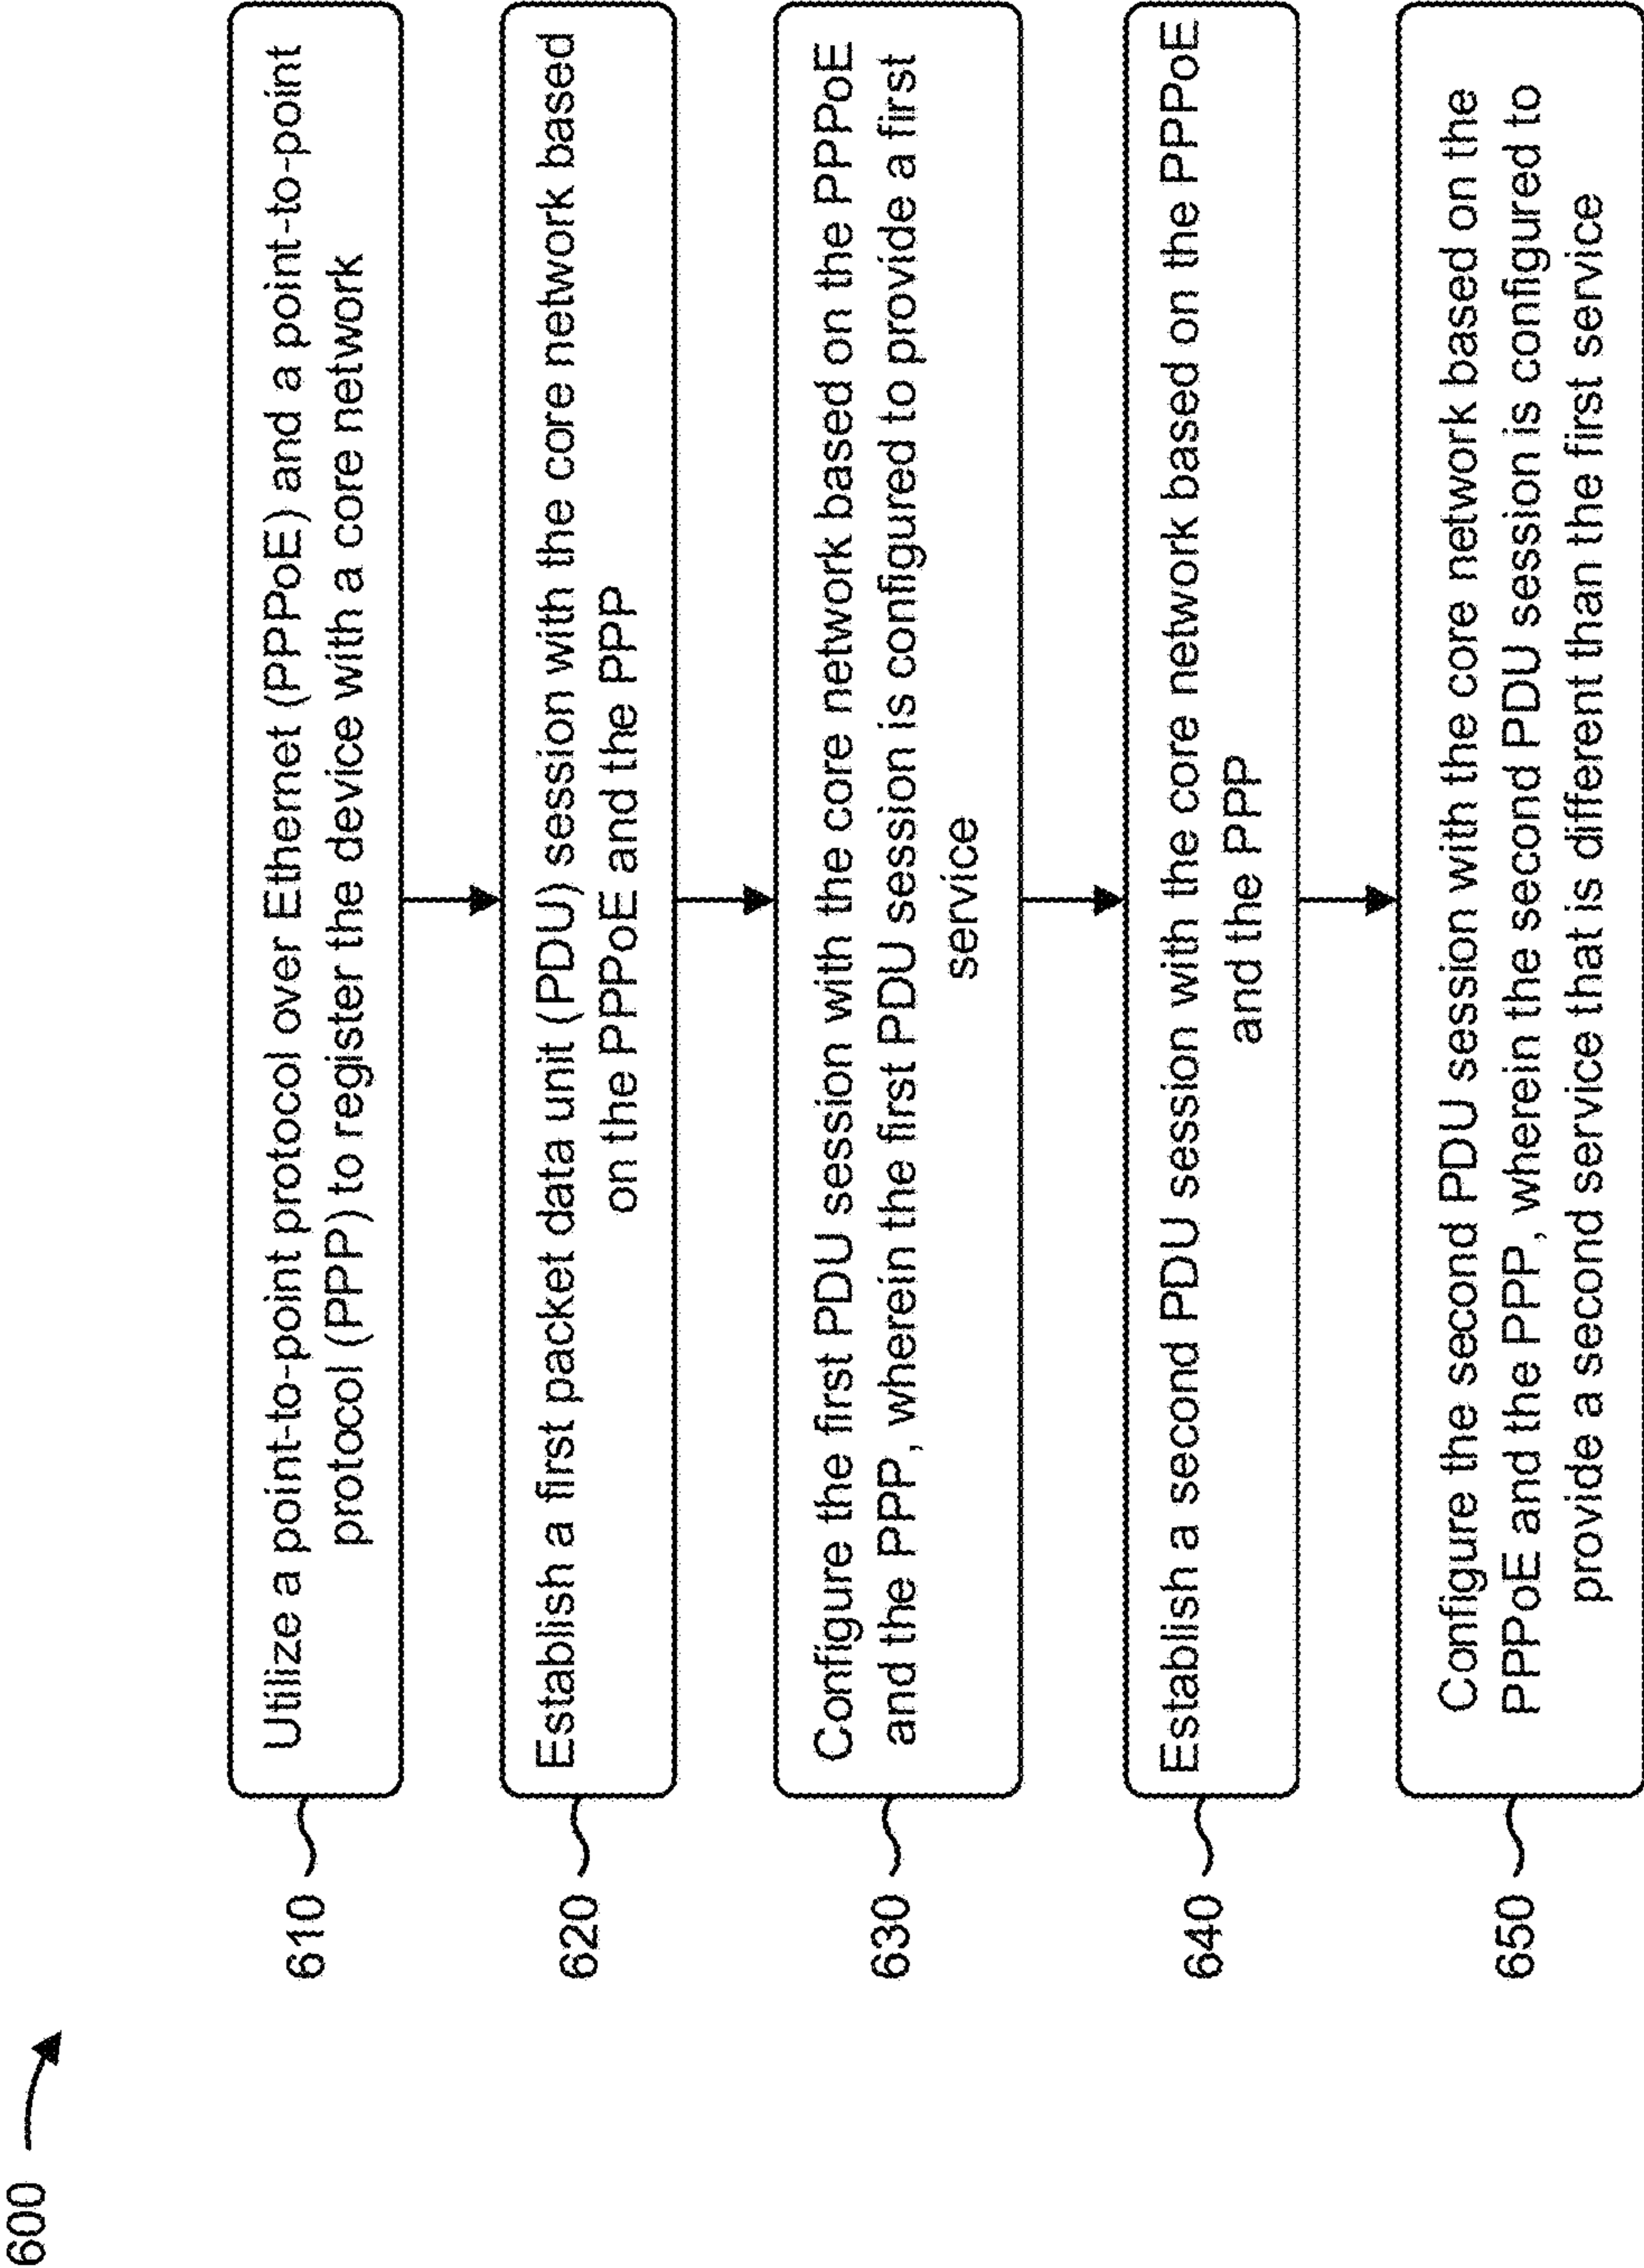 600
610
Utilize a point-to-point protocol over Ethernet (PPPoE) and a point-to-point
protocol (PPP) to register the device with a core network
620
Establish a first packet data unit (PDU) session with the core network based
on the PPPoE and the PPP
630
Configure the first PDU session with the core network based on the PPPoE
and the PPP, wherein the first PDU session is configured to provide a first
service
640
Establish a second PDU session with the core network based on the PPPoE
and the PPP
650
Configure the second PDU session with the core network based on the
PPPoE and the PPP, wherein the second PDU session is configured to
provide a second service that is different than the first service